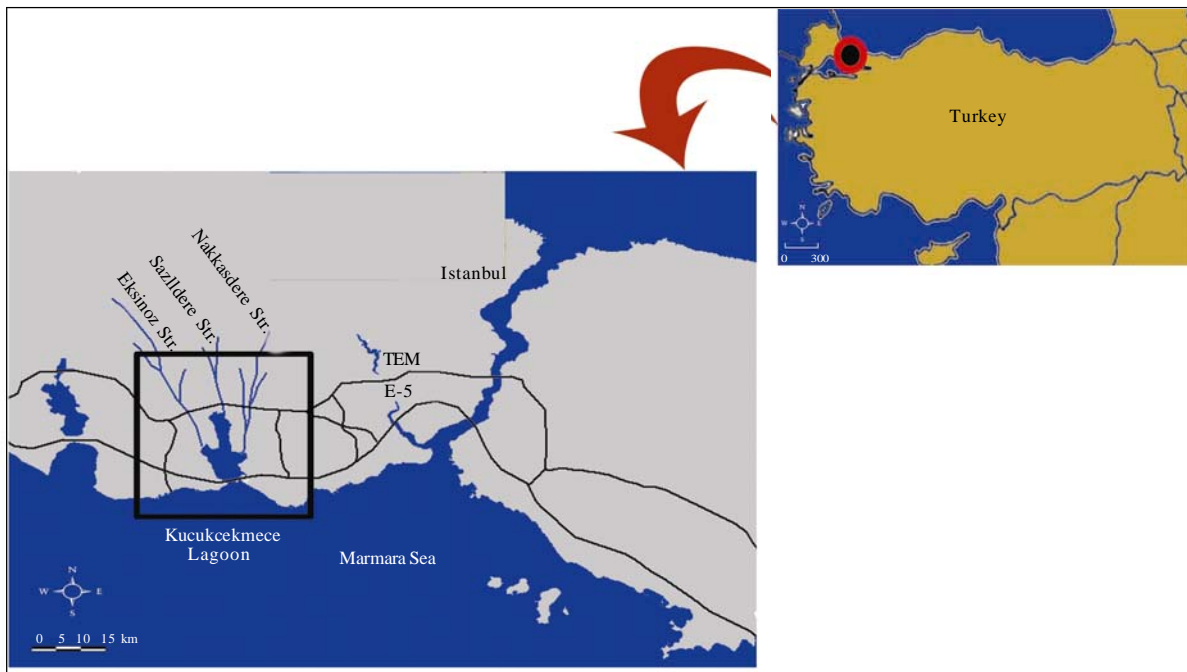 Turkey
N
W E
S
0 300
Nakkasdere Str.
Sazlldere Str.
Eksinoz Str.
Istanbul
TEM
E-5
Kucukcekmece
Lagoon
Marmara Sea
N
W E
S
0 5 10 15 km